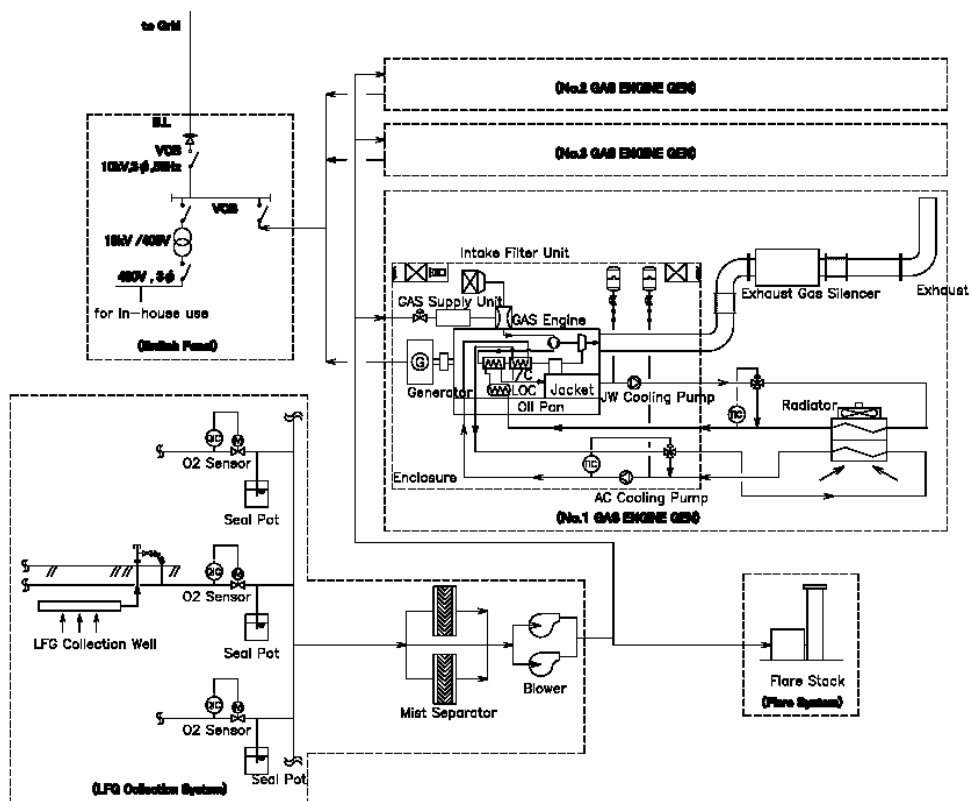 to Grid
(No.2 GAS ENGINE GEN)
(No.3 GAS ENGINE GEN)
VCB
10kV,3ϕ,50Hz
VCB
10kV/400V
400V, 3ϕ
for In-house use
(Switch Panel)
Intake Filter Unit
GAS Supply Unit
GAS Engine
Exhaust Gas Silencer
Exhaust
G
Generator
/C
LOC
Jacket
Oil Pan
JW Cooling Pump
TIC
Radiator
TIC
Enclosure
AC Cooling Pump
(No.1 GAS ENGINE GEN)
M
O2 Sensor
Seal Pot
M
O2 Sensor
LFG Collection Well
Seal Pot
M
O2 Sensor
Seal Pot
(LFG Collection System)
Mist Separator
Blower
Flare Stack
(Flare System)